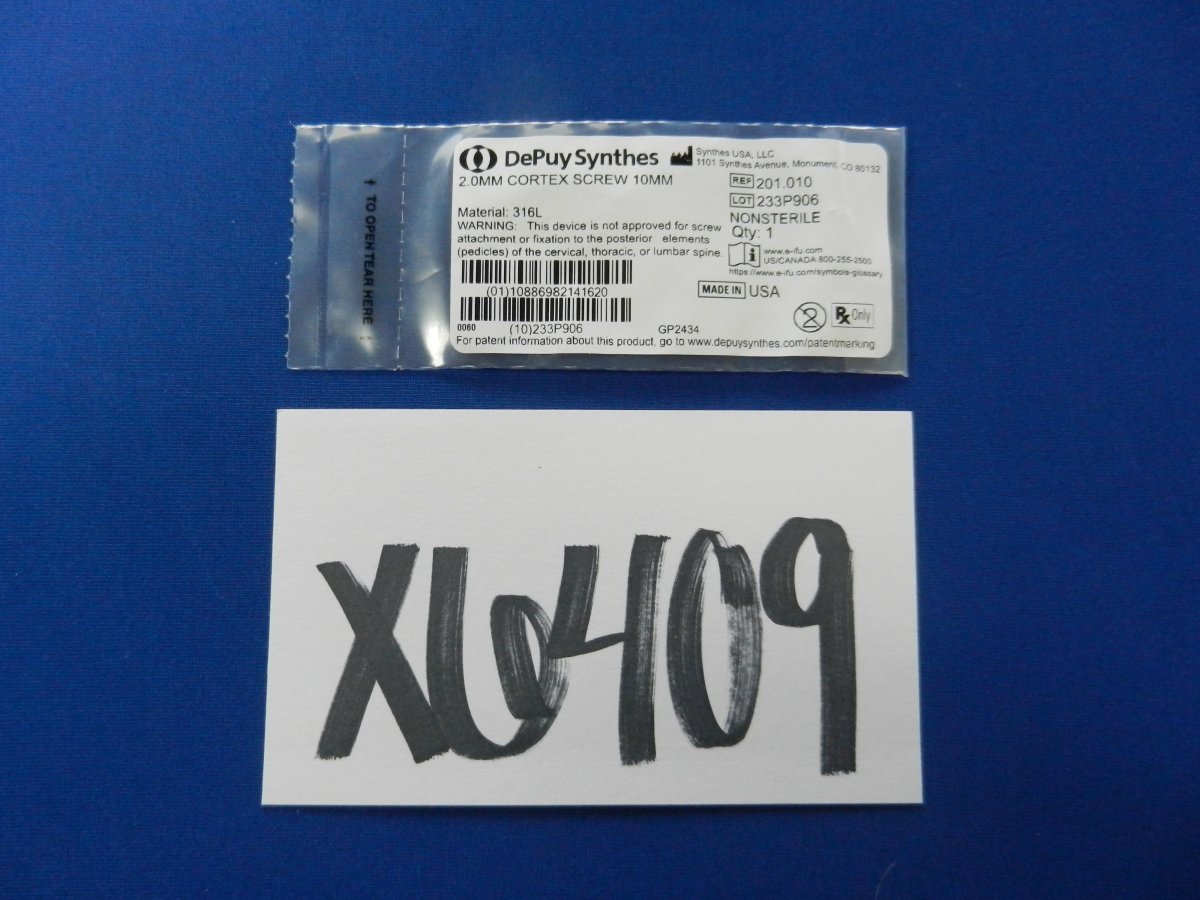 DePuy Synthes
Synthes USA, LLC
1101 Synthes Avenue, Monument, CO 80132
2.0MM CORTEX SCREW 10MM
REF 201.010
LOT 233P906
Material: 316L
NONSTERILE
WARNING: This device is not approved for screw
attachment or fixation to the posterior elements
(pedicles) of the cervical, thoracic, or lumbar spine.
Qty: 1
www.e-ifu.com
US/CANADA 800-255-2500
https://www.e-ifu.com/symbols-glossary
(01)10886982141620
MADE IN USA
2
Rx Only
0060
(10)233P906
GP2434
For patent information about this product, go to www.depuysynthes.com/patentmarking
TO OPEN TEAR HERE
X6409